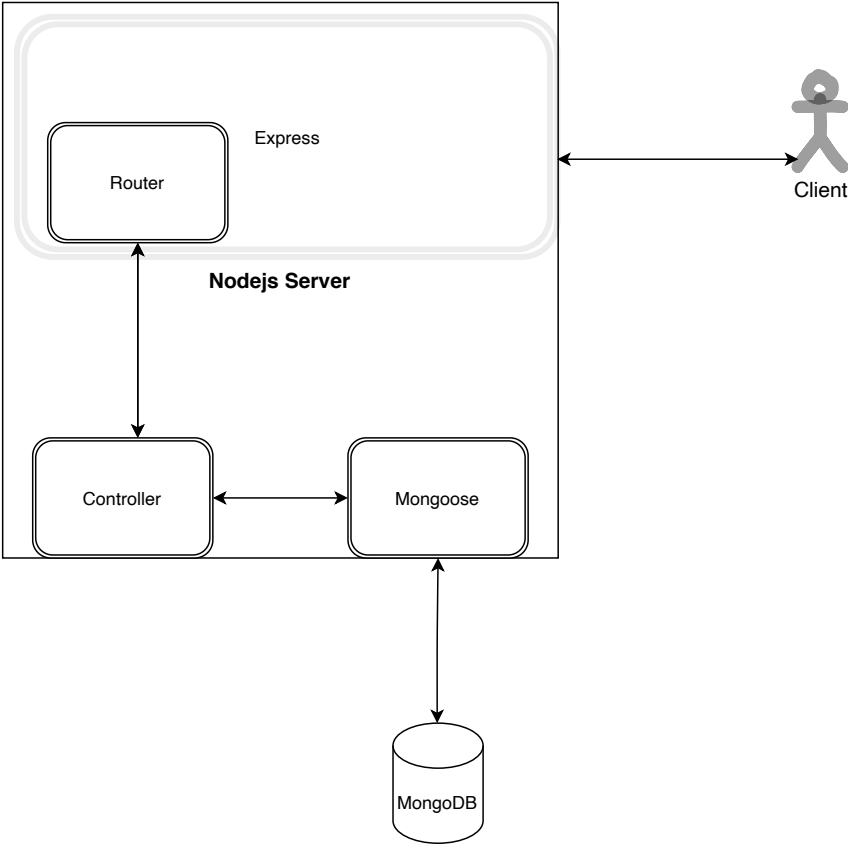 Express
Router
Client
Nodejs Server
Controller
Mongoose
MongoDB